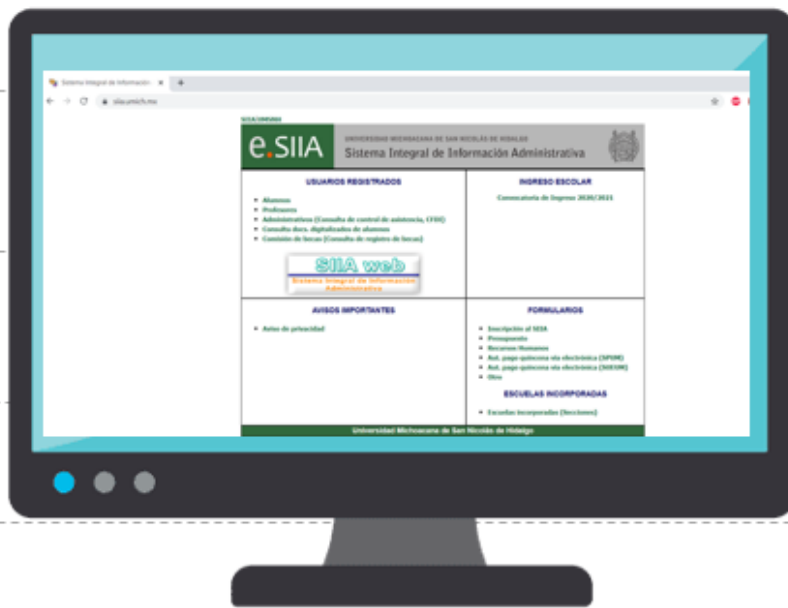 Sistema Integral de Información
siia.umich.mx
SIIA/UMSNH
e.SIIA
UNIVERSIDAD MICHOACANA DE SAN NICOLÁS DE HIDALGO
Sistema Integral de Información Administrativa
USUARIOS REGISTRADOS
Alumnos
Profesores
Administrativos (Consulta de control de asistencia, CFDI)
Consulta docs. digitalizados de alumnos
Comisión de becas (Consulta de registro de becas)
SIIA web
Sistema Integral de Información
Administrativa
INGRESO ESCOLAR
Convocatoria de Ingreso 2020/2021
AVISOS IMPORTANTES
Aviso de privacidad
FORMULARIOS
Inscripción al SIIA
Presupuesto
Recursos Humanos
Aut. pago quincena vía electrónica (SPUM)
Aut. pago quincena vía electrónica (SUEUM)
Otro
ESCUELAS INCORPORADAS
Escuelas incorporadas (Secciones)
Universidad Michoacana de San Nicolás de Hidalgo